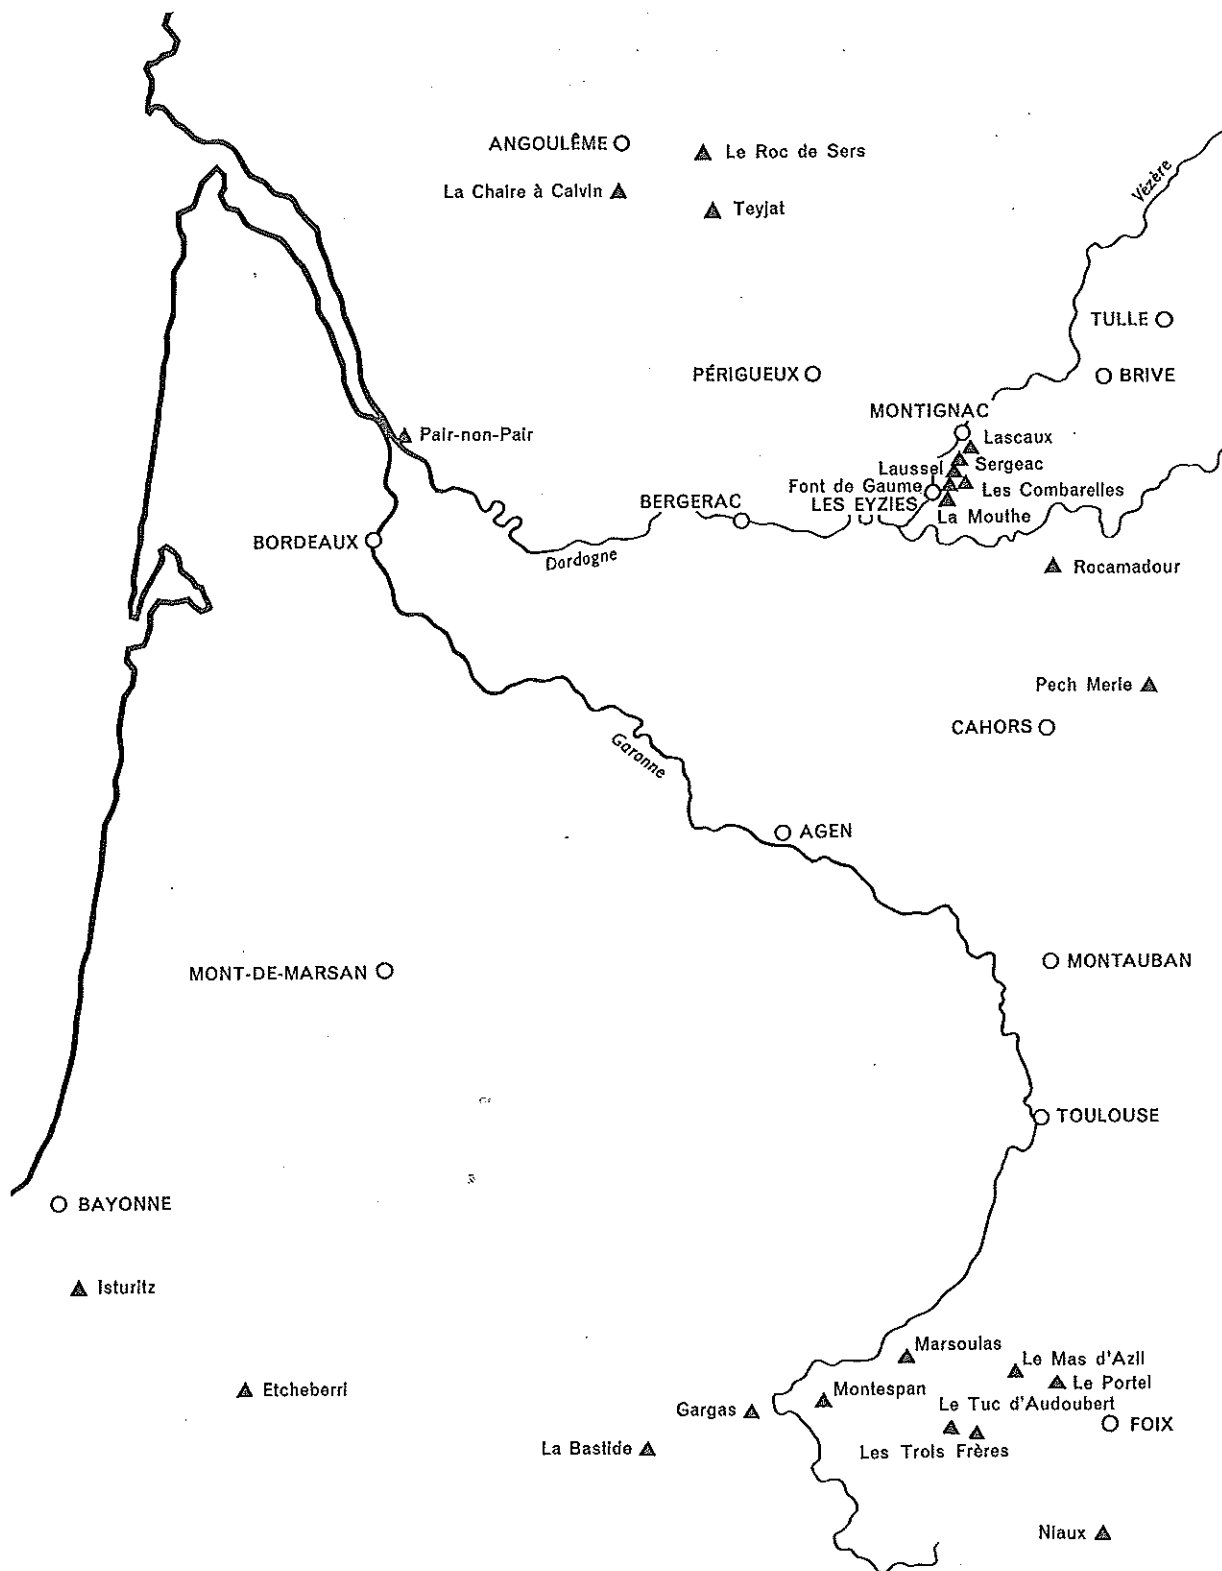 ANGOULÊME
Le Roc de Sers
La Chaire à Calvin
Teyjat
Vézère
TULLE
PÉRIGUEUX
BRIVE
MONTIGNAC
Pair-non-Pair
Lascaux
Sergeac
Laussel
Font de Gaume
Les Combarelles
BERGERAC
LES EYZIES
La Mouthe
BORDEAUX
Dordogne
Rocamadour
Pech Merle
CAHORS
Garonne
AGEN
MONT-DE-MARSAN
MONTAUBAN
TOULOUSE
BAYONNE
Isturitz
Marsoulas
Le Mas d'Azil
Le Portel
Etcheberri
Montespan
Gargas
Le Tuc d'Audoubert
FOIX
La Bastide
Les Trois Frères
Niaux